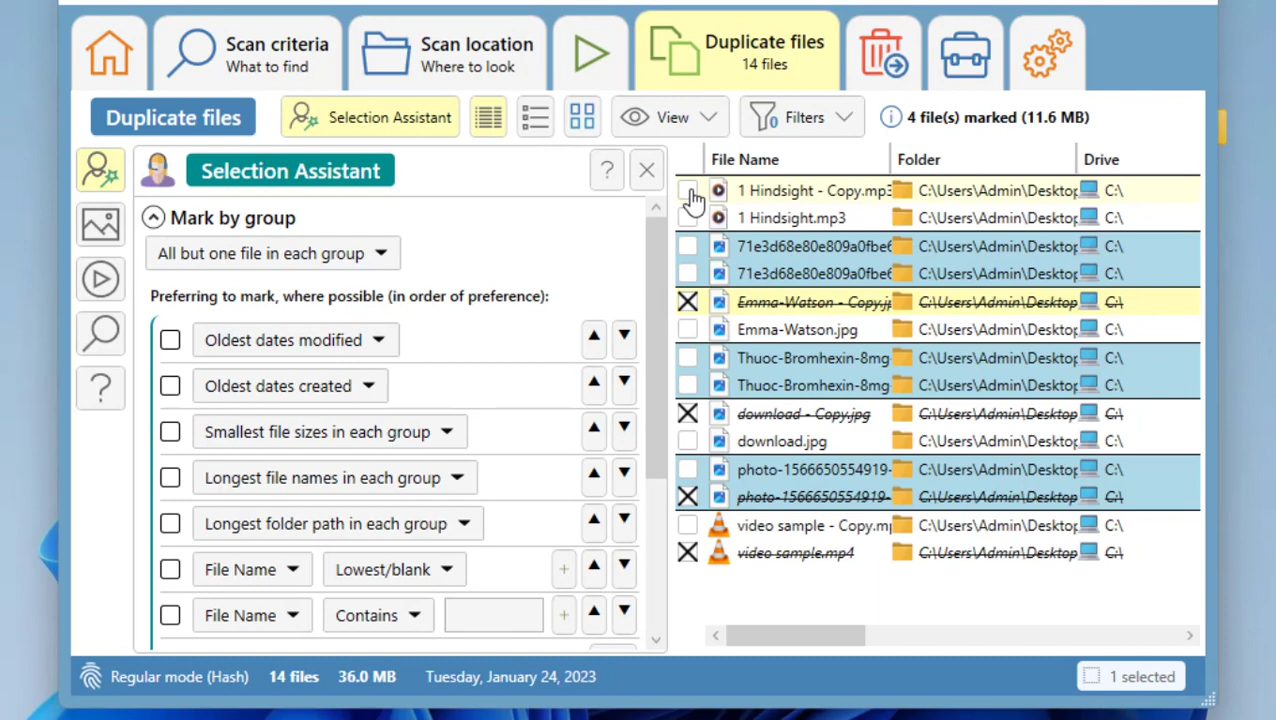 Scan criteria
What to find
Scan location
Where to look
Duplicate files
14 files
Duplicate files
Selection Assistant
View
0 Filters
4 file(s) marked (11.6 MB)
Selection Assistant
?
Mark by group
All but one file in each group
Preferring to mark, where possible (in order of preference):
Oldest dates modified
Oldest dates created
Smallest file sizes in each group
Longest file names in each group
Longest folder path in each group
File Name Lowest/blank +
File Name Contains +
?
File Name Folder Drive
1 Hindsight - Copy.mp3 C:\Users\Admin\Desktop C:\
1 Hindsight.mp3 C:\Users\Admin\Desktop C:\
71e3d68e80e809a0fbe6 C:\Users\Admin\Desktop C:\
71e3d68e80e809a0fbe6 C:\Users\Admin\Desktop C:\
Emma-Watson - Copy.jp C:\Users\Admin\Desktop C:\
Emma-Watson.jpg C:\Users\Admin\Desktop C:\
Thuoc-Bromhexin-8mg- C:\Users\Admin\Desktop C:\
Thuoc-Bromhexin-8mg- C:\Users\Admin\Desktop C:\
download - Copy.jpg C:\Users\Admin\Desktop C:\
download.jpg C:\Users\Admin\Desktop C:\
photo-1566650554919- C:\Users\Admin\Desktop C:\
photo-1566650554919- C:\Users\Admin\Desktop C:\
video sample - Copy.mp C:\Users\Admin\Desktop C:\
video sample.mp4 C:\Users\Admin\Desktop C:\
Regular mode (Hash) 14 files 36.0 MB Tuesday, January 24, 2023 1 selected